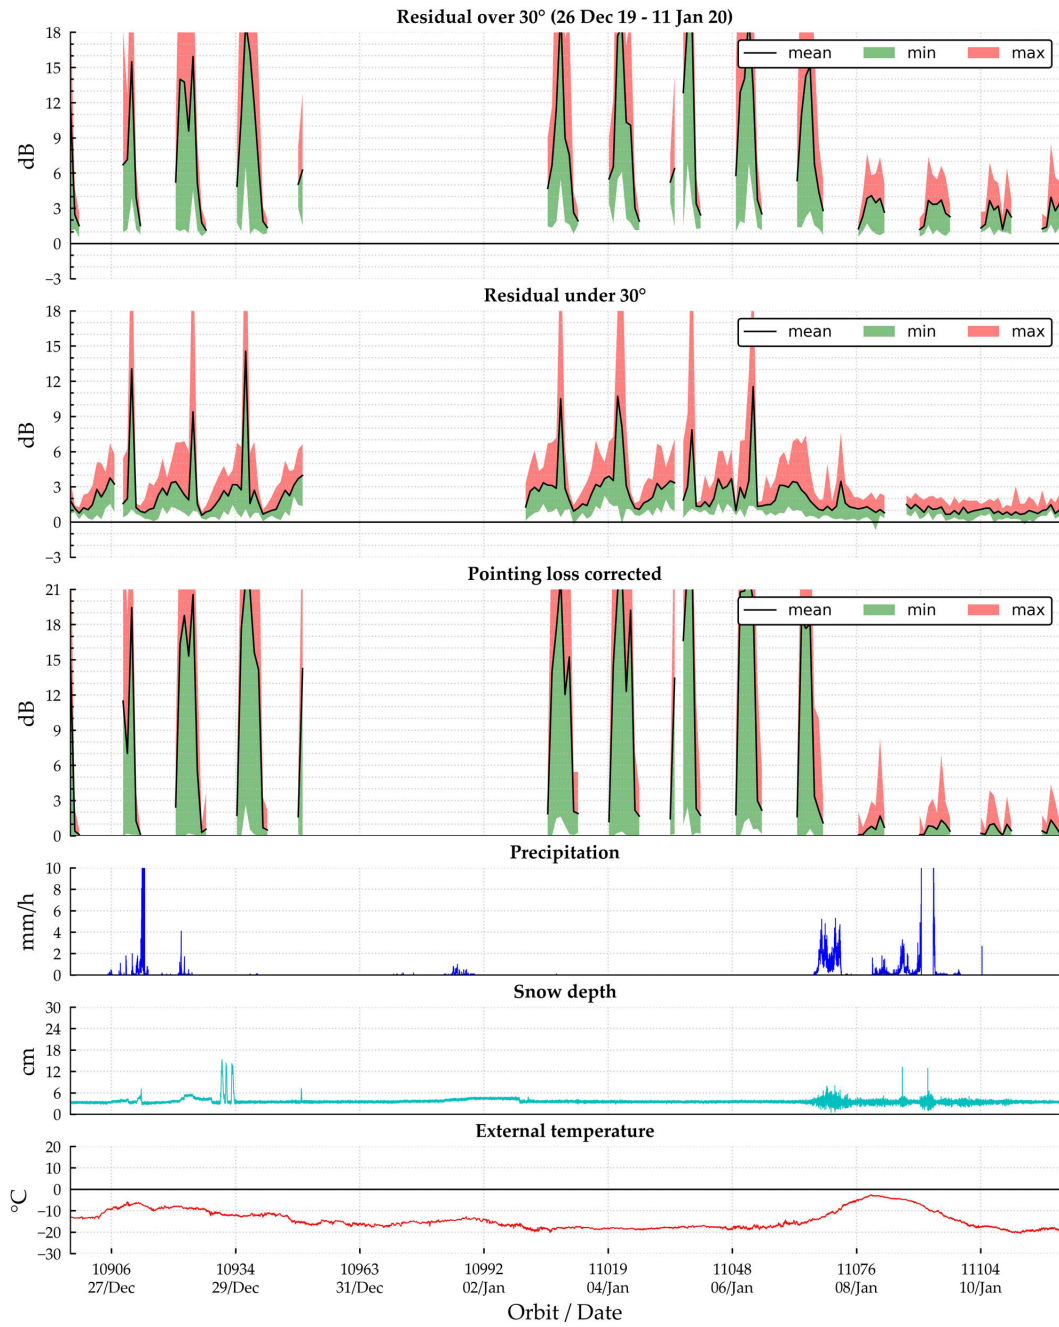 Residual over 30° (26 Dec 19 - 11 Jan 20)
18
15
12
9
6
3
0
−3
dB
mean min max
Residual under 30°
18
15
12
9
6
3
0
−3
dB
mean min max
Pointing loss corrected
21
18
15
12
9
6
3
0
dB
mean min max
Precipitation
10
8
6
4
2
0
mm/h
Snow depth
30
24
18
12
6
0
cm
External temperature
20
10
0
−10
−20
−30
°C
10906 10934 10963 10992 11019 11048 11076 11104
27/Dec 29/Dec 31/Dec 02/Jan 04/Jan 06/Jan 08/Jan 10/Jan
Orbit / Date